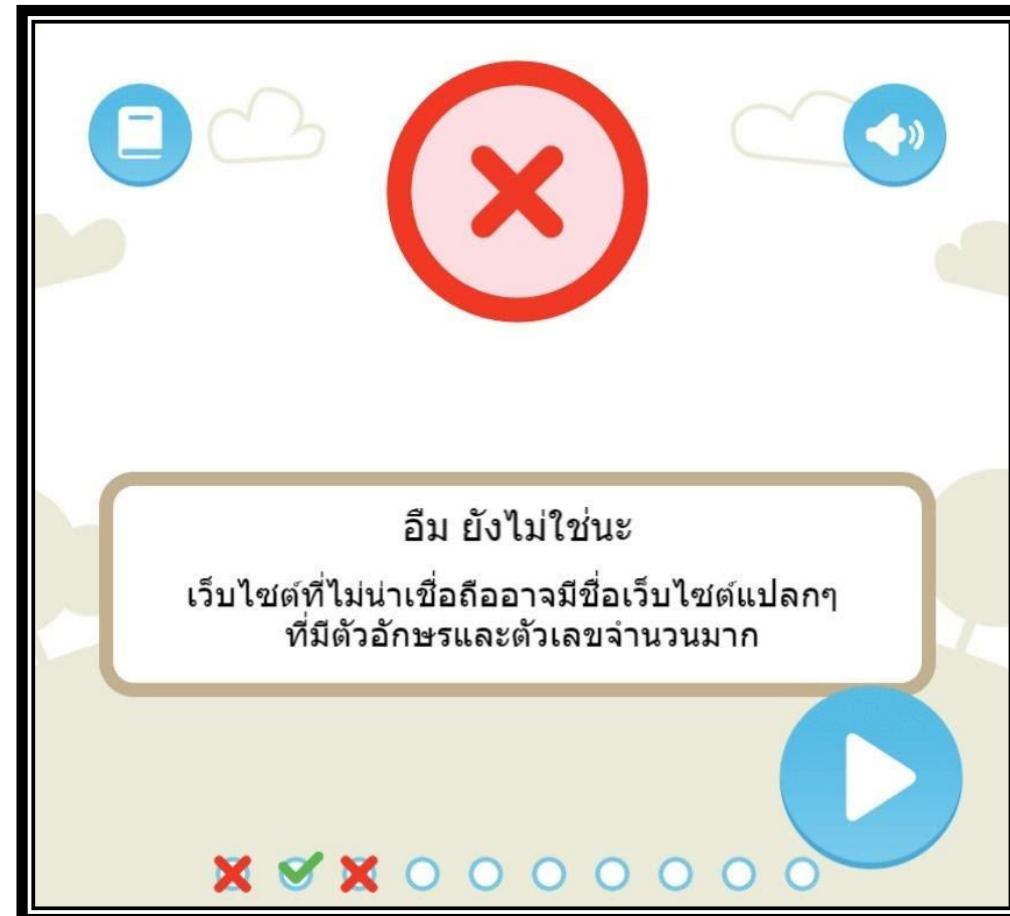 อืม ยังไม่ใช่นะ
เว็บไซต์ที่ไม่น่าเชื่อถืออาจมีชื่อเว็บไซต์แปลกๆ
ที่มีตัวอักษรและตัวเลขจำนวนมาก